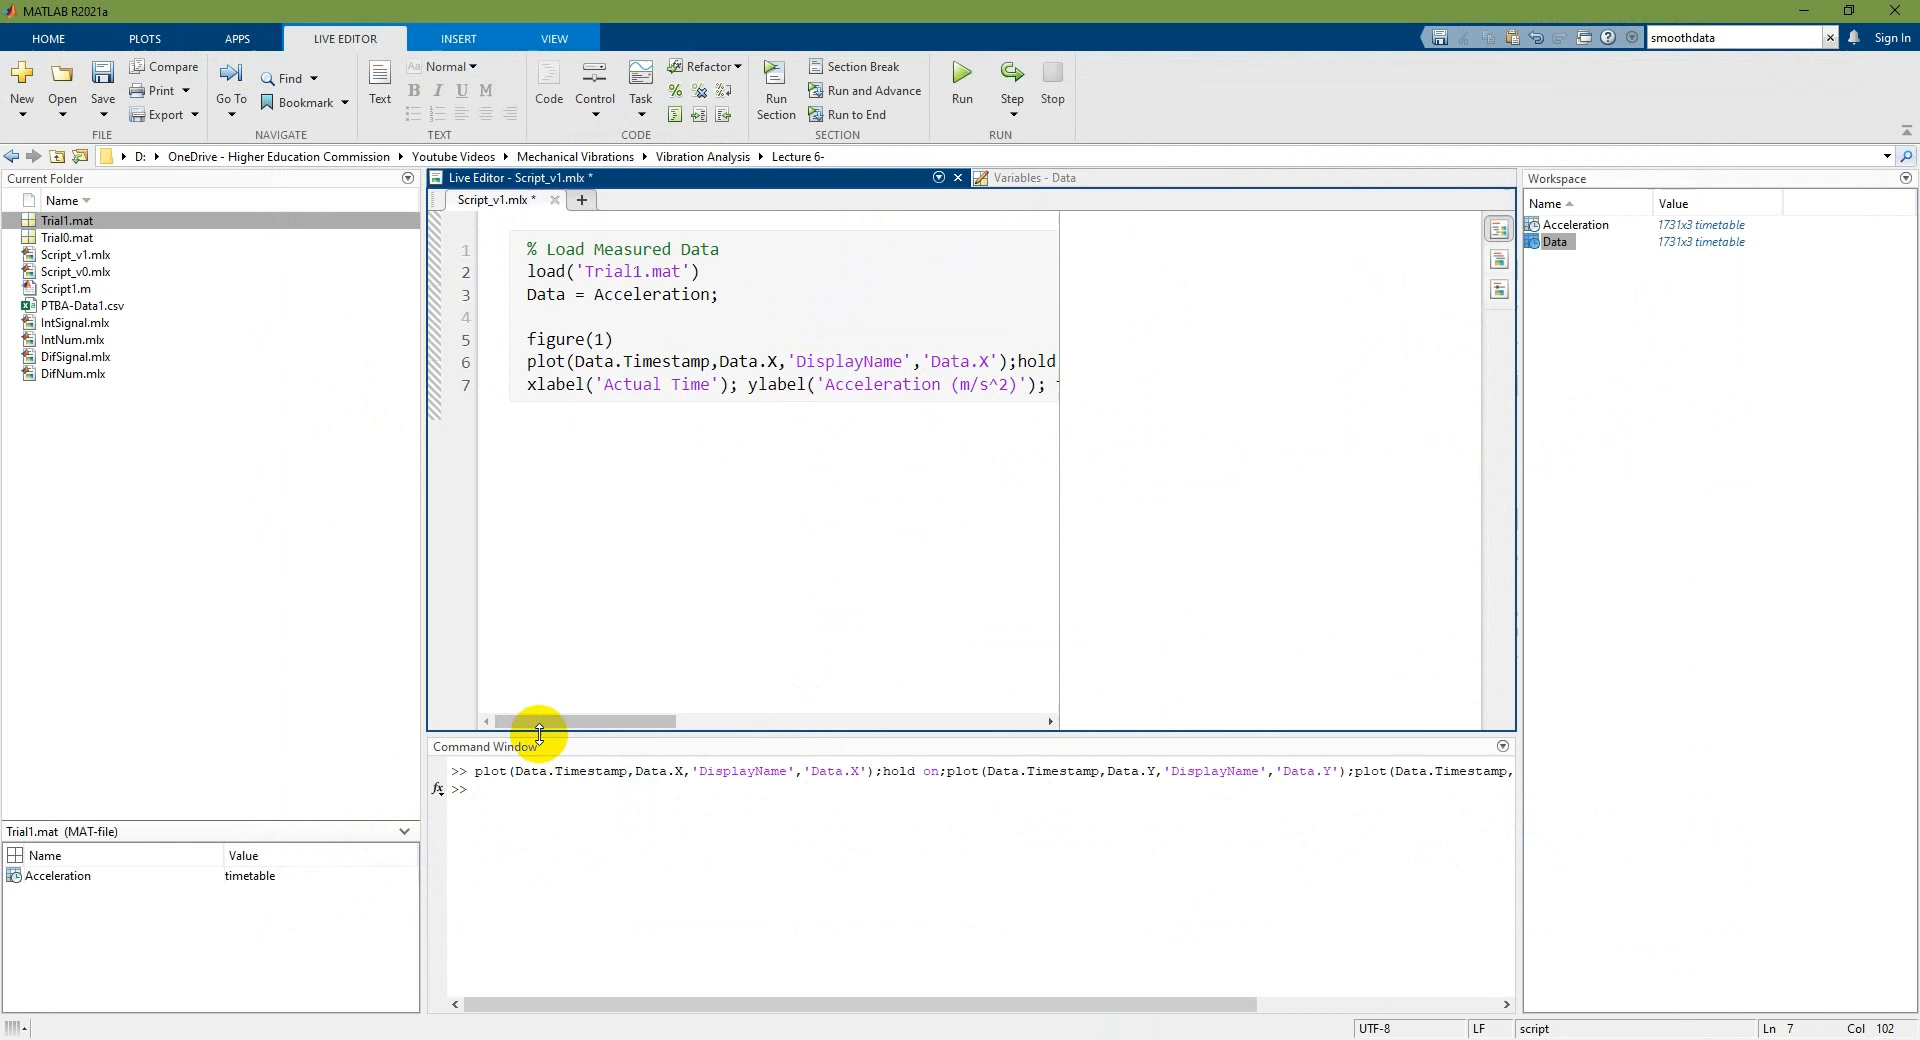 MATLAB R2021a
HOME PLOTS APPS LIVE EDITOR INSERT VIEW smoothdata Sign In
New Open Save Compare Print Export
FILE
Go To Find Bookmark
NAVIGATE
Text Normal B I U M
TEXT
Code Control Task Refactor
CODE
Run Section Section Break Run and Advance Run to End
SECTION
Run Step Stop
RUN
D: OneDrive - Higher Education Commission Youtube Videos Mechanical Vibrations Vibration Analysis Lecture 6-
Current Folder
Name
Trial1.mat
Trial0.mat
Script_v1.mlx
Script_v0.mlx
Script1.m
PTBA-Data1.csv
IntSignal.mlx
IntNum.mlx
DifSignal.mlx
DifNum.mlx
Trial1.mat (MAT-file)
Name Value
Acceleration timetable
Live Editor - Script_v1.mlx *
Variables - Data
Script_v1.mlx *
1 % Load Measured Data
2 load('Trial1.mat')
3 Data = Acceleration;
4
5 figure(1)
6 plot(Data.Timestamp,Data.X,'DisplayName','Data.X');hold
7 xlabel('Actual Time'); ylabel('Acceleration (m/s^2)');
Command Window
>> plot(Data.Timestamp,Data.X,'DisplayName','Data.X');hold on;plot(Data.Timestamp,Data.Y,'DisplayName','Data.Y');plot(Data.Timestamp,
fx >>
Workspace
Name Value
Acceleration 1731x3 timetable
Data 1731x3 timetable
UTF-8 LF script Ln 7 Col 102